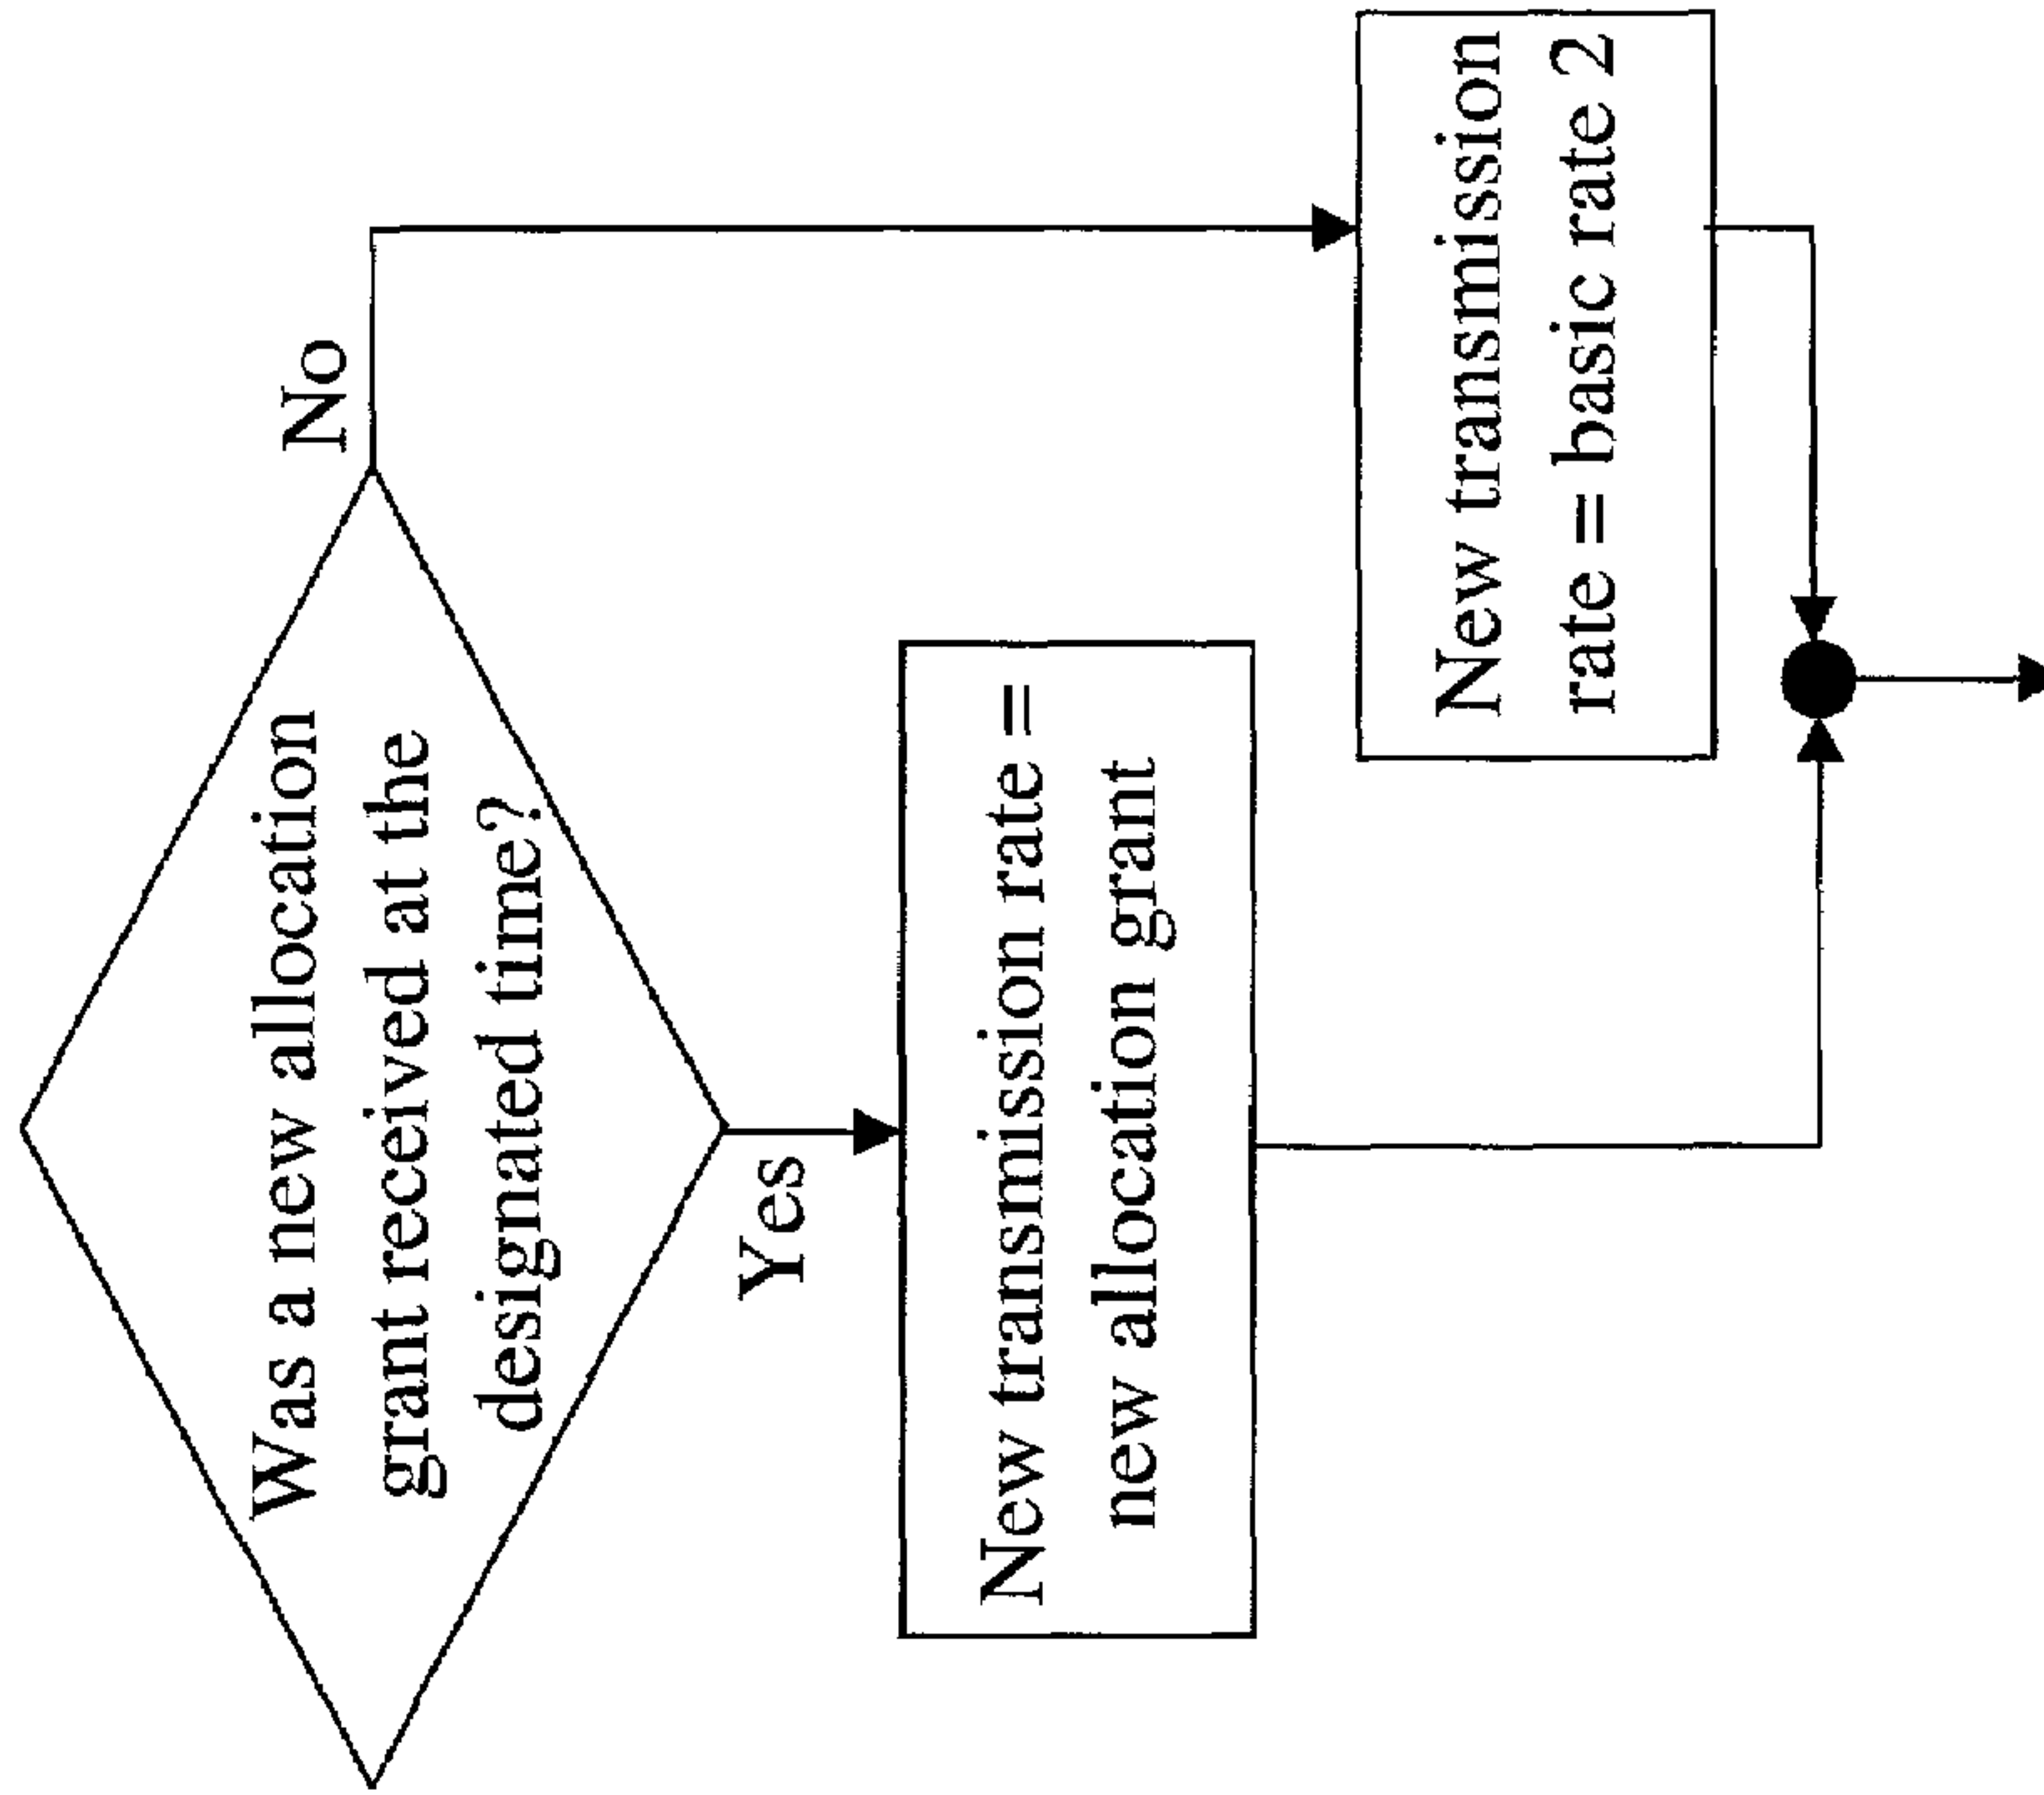 Was a new allocation
grant received at the
designated time?
No
Yes
New transmission rate =
new allocation grant
New transmission
rate = basic rate 2